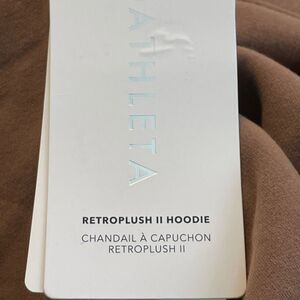 ATHLETA
RETROPLUSH II HOODIE
CHANDAIL À CAPUCHON
RETROPLUSH II